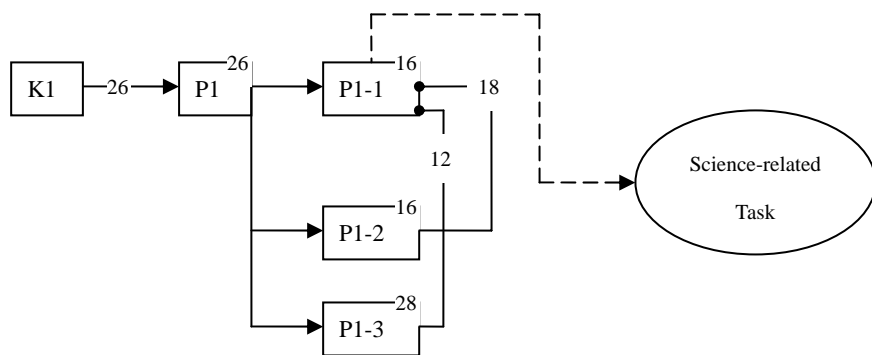 26
16
K1
26
P1
P1-1
18
12
Science-related
Task
16
P1-2
28
P1-3